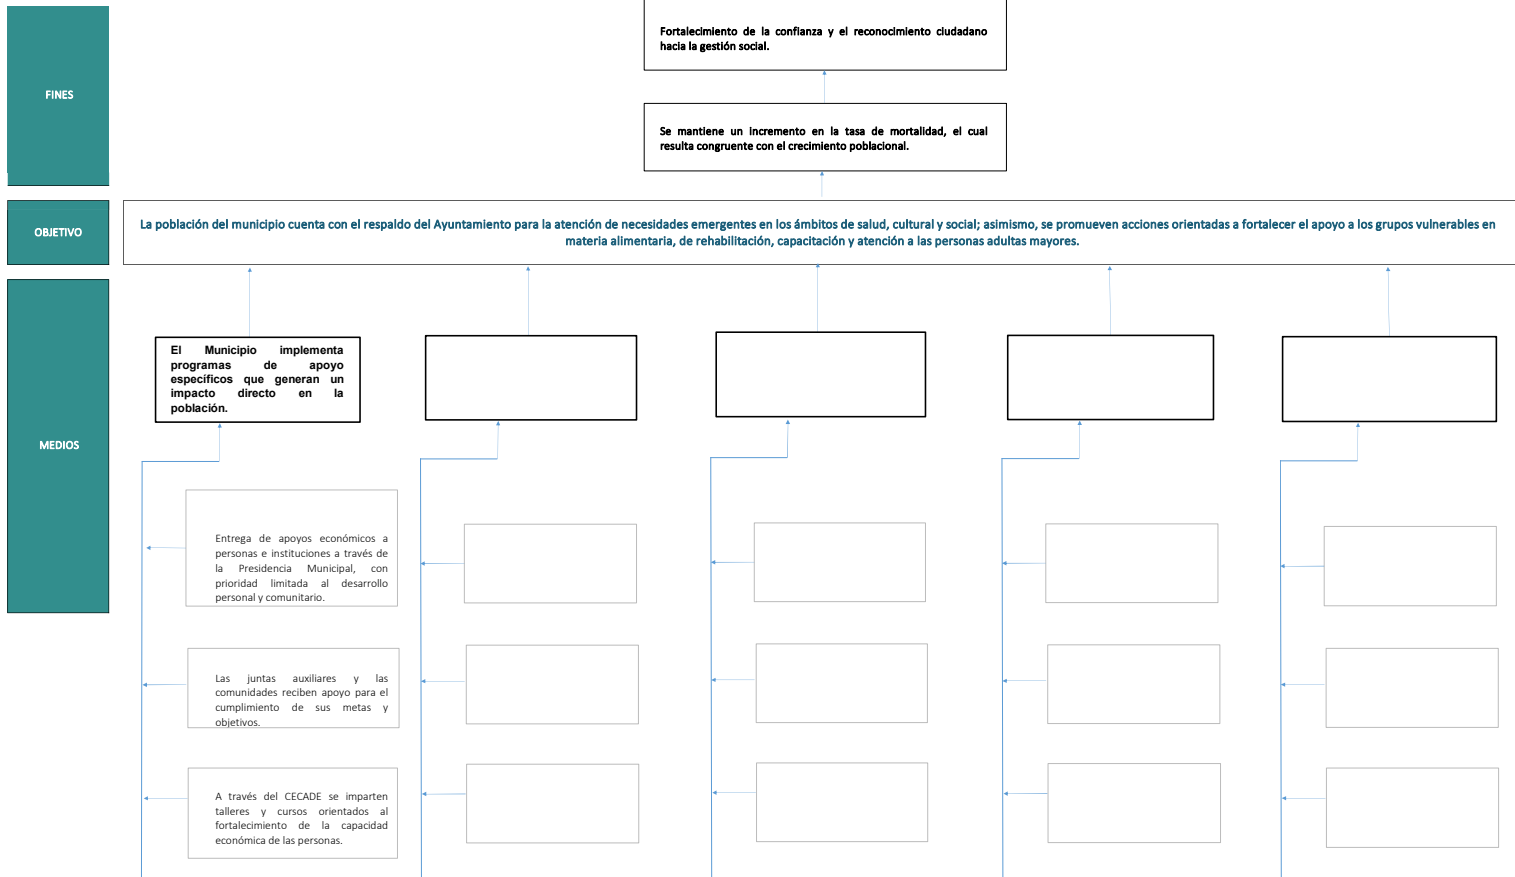 Fortalecimiento de la confianza y el reconocimiento ciudadano
hacia la gestión social.
FINES
Se mantiene un incremento en la tasa de mortalidad, el cual
resulta congruente con el crecimiento poblacional.
OBJETIVO
La población del municipio cuenta con el respaldo del Ayuntamiento para la atención de necesidades emergentes en los ámbitos de salud, cultural y social; asimismo, se promueven acciones orientadas a fortalecer el apoyo a los grupos vulnerables en
materia alimentaria, de rehabilitación, capacitación y atención a las personas adultas mayores.
MEDIOS
El Municipio implementa
programas de apoyo
específicos que generan un
impacto directo en la
población.
Entrega de apoyos económicos a
personas e instituciones a través de
la Presidencia Municipal, con
prioridad limitada al desarrollo
personal y comunitario.
Las juntas auxiliares y las
comunidades reciben apoyo para el
cumplimiento de sus metas y
objetivos.
A través del CECADE se imparten
talleres y cursos orientados al
fortalecimiento de la capacidad
económica de las personas.